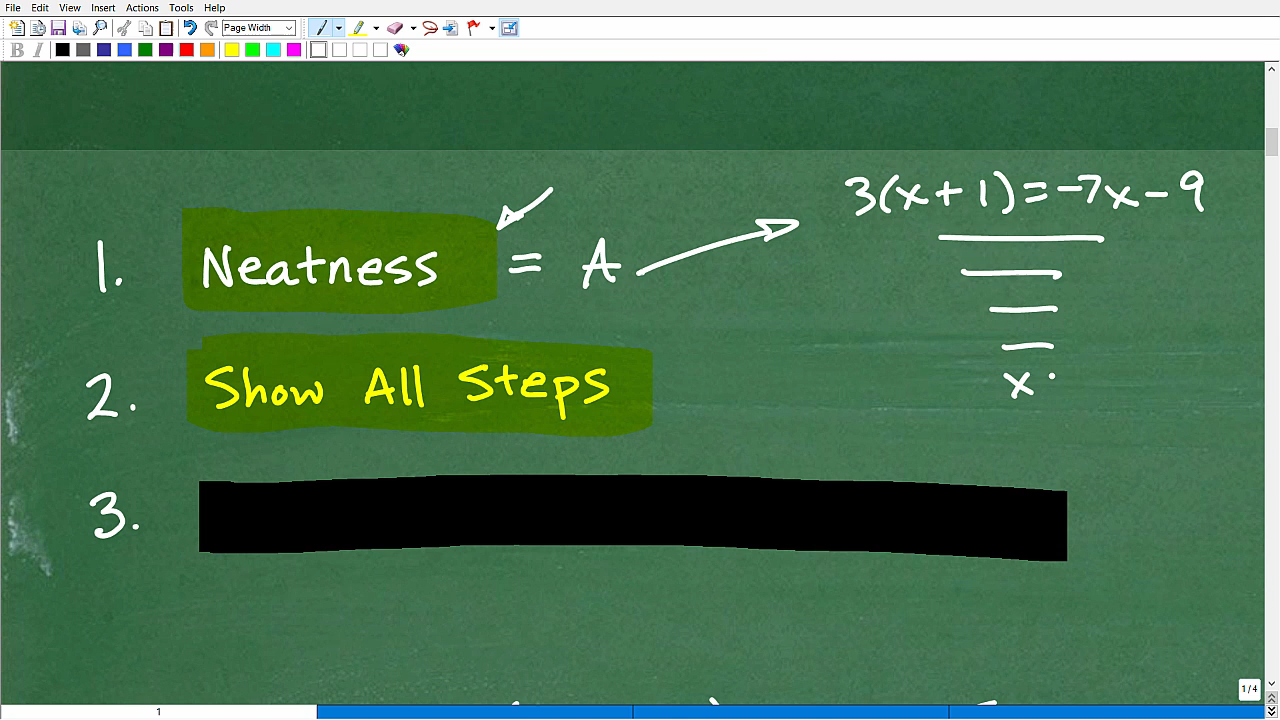 File Edit View Insert Actions Tools Help
Page Width
B I
3(x+1)=-7x-9
1. Neatness = A
2. Show All Steps
x
3.
1/4
1